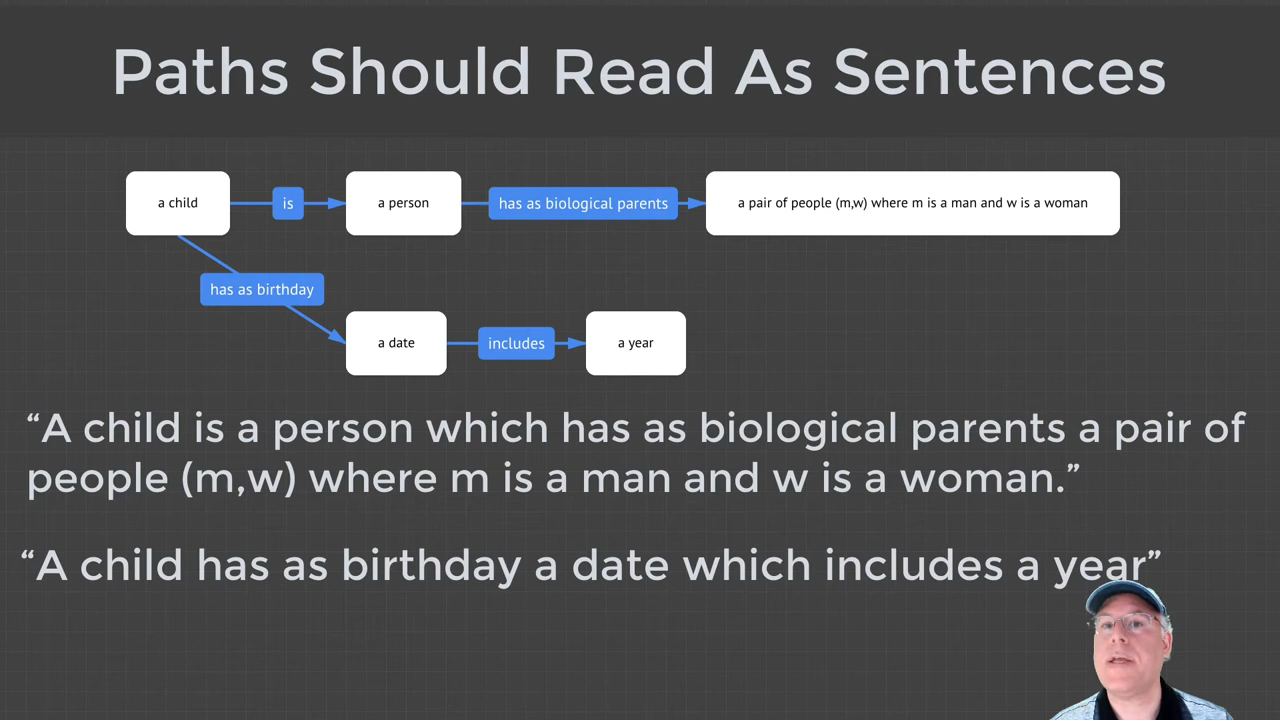 Paths Should Read As Sentences
a child
is
a person
has as biological parents
a pair of people (m,w) where m is a man and w is a woman
has as birthday
a date
includes
a year
“A child is a person which has as biological parents a pair of
people (m,w) where m is a man and w is a woman.”
“A child has as birthday a date which includes a year”